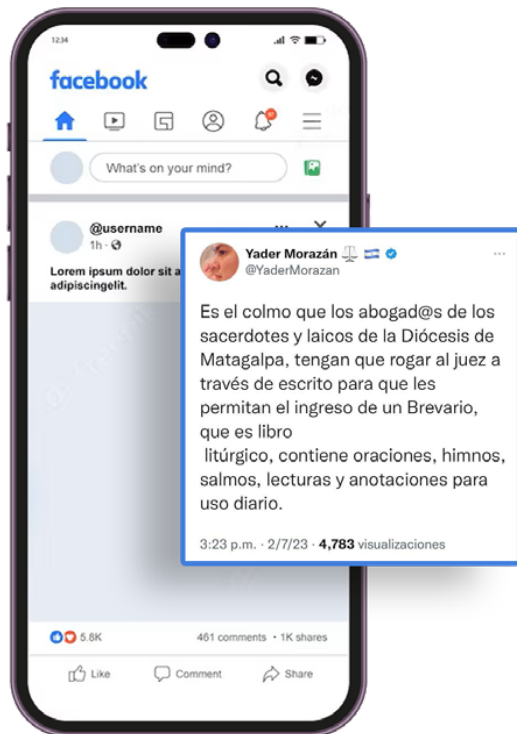 12:34
facebook
What's on your mind?
@username
1h
Lorem ipsum dolor sit a
adipiscingelit.
Yader Morazán
@YaderMorazan
Es el colmo que los abogad@s de los
sacerdotes y laicos de la Diócesis de
Matagalpa, tengan que rogar al juez a
través de escrito para que les
permitan el ingreso de un Brevario,
que es libro
litúrgico, contiene oraciones, himnos,
salmos, lecturas y anotaciones para
uso diario.
3:23 p.m. · 2/7/23 · 4,783 visualizaciones
5.8K 461 comments • 1K shares
Like Comment Share